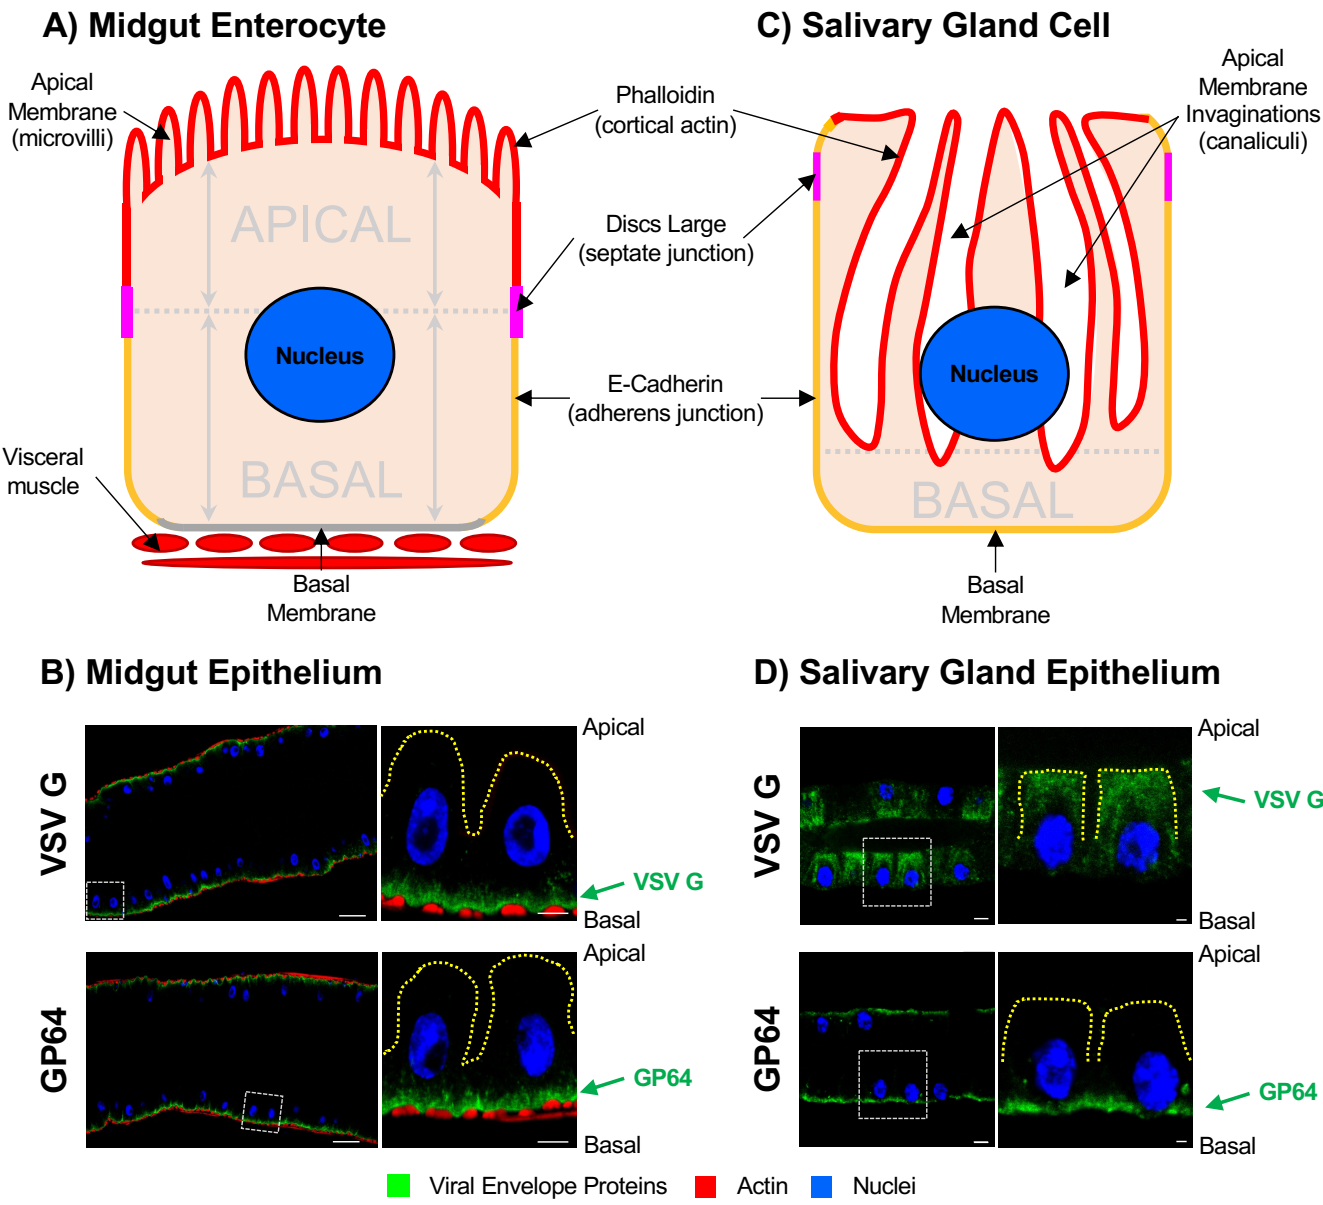 A) Midgut Enterocyte
C) Salivary Gland Cell
Apical
Membrane
(microvilli)
Phalloidin
(cortical actin)
Apical
Membrane
Invaginations
(canaliculi)
APICAL
Discs Large
(septate junction)
Nucleus
Nucleus
E-Cadherin
(adherens junction)
Visceral
muscle
BASAL
BASAL
Basal
Membrane
Basal
Membrane
B) Midgut Epithelium
D) Salivary Gland Epithelium
VSV G
Apical
VSV G
Basal
GP64
Apical
GP64
Basal
VSV G
Apical
VSV G
Basal
GP64
Apical
GP64
Basal
Viral Envelope Proteins
Actin
Nuclei